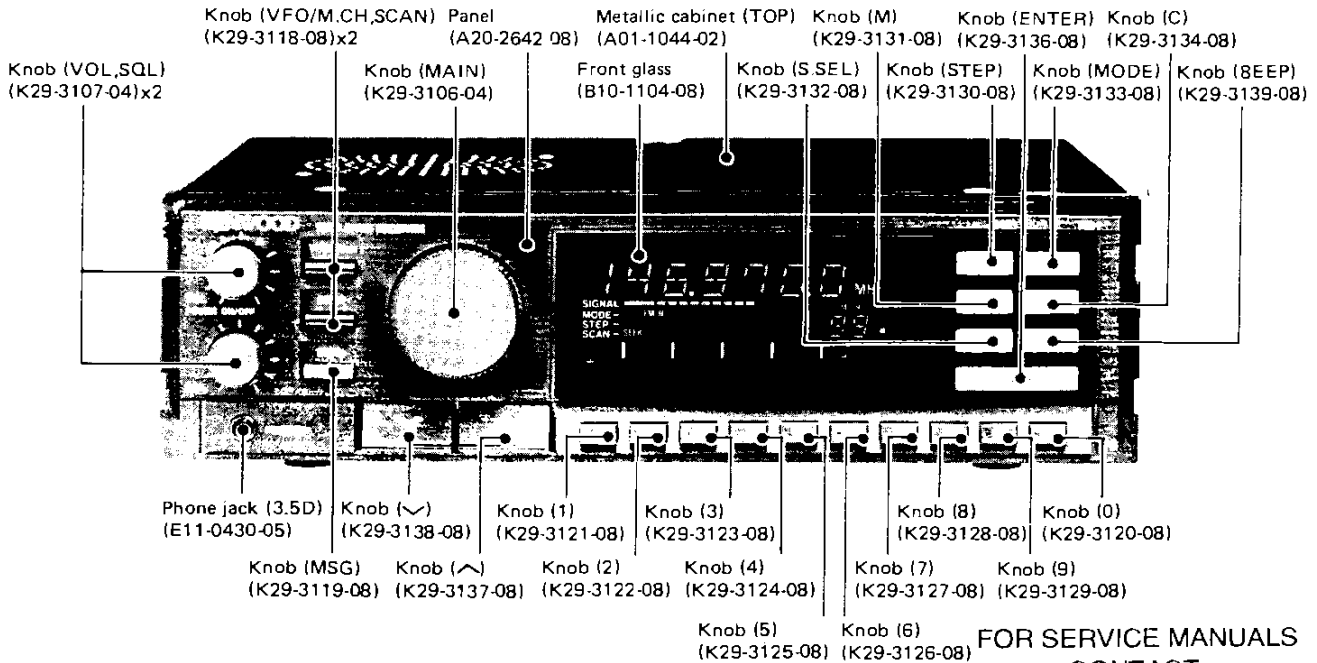 Knob (VFO/M.CH,SCAN)
(K29-3118-08)x2
Panel
(A20-2642 08)
Metallic cabinet (TOP)
(A01-1044-02)
Knob (M)
(K29-3131-08)
Knob (ENTER)
(K29-3136-08)
Knob (C)
(K29-3134-08)
Knob (VOL,SQL)
(K29-3107-04)x2
Knob (MAIN)
(K29-3106-04)
Front glass
(B10-1104-08)
Knob (S.SEL)
(K29-3132-08)
Knob (STEP)
(K29-3130-08)
Knob (MODE)
(K29-3133-08)
Knob (8EEP)
(K29-3139-08)
146.9700
SIGNAL
MODE -
STEP -
SCAN - SEEK
Phone jack (3.5D)
(E11-0430-05)
Knob (﹀)
(K29-3138-08)
Knob (1)
(K29-3121-08)
Knob (3)
(K29-3123-08)
Knob (8)
(K29-3128-08)
Knob (0)
(K29-3120-08)
Knob (MSG)
(K29-3119-08)
Knob (︿)
(K29-3137-08)
Knob (2)
(K29-3122-08)
Knob (4)
(K29-3124-08)
Knob (7)
(K29-3127-08)
Knob (9)
(K29-3129-08)
Knob (5)
(K29-3125-08)
Knob (6)
(K29-3126-08)
FOR SERVICE MANUALS